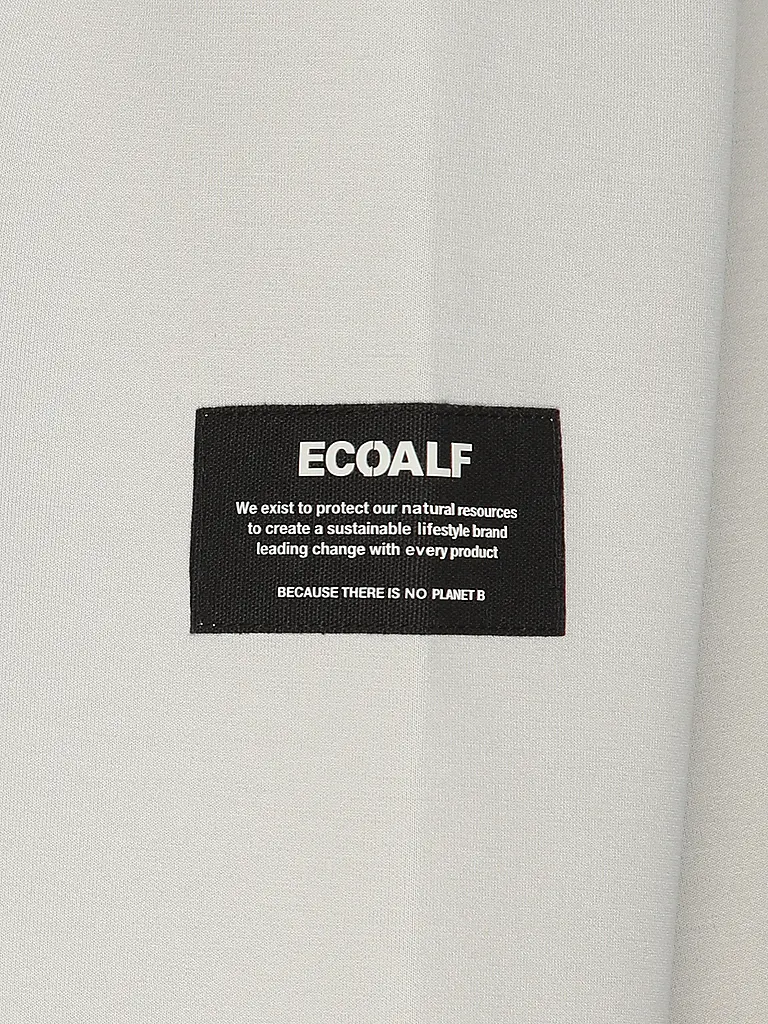 ECOALF
We exist to protect our natural resources
to create a sustainable lifestyle brand
leading change with every product
BECAUSE THERE IS NO PLANET B